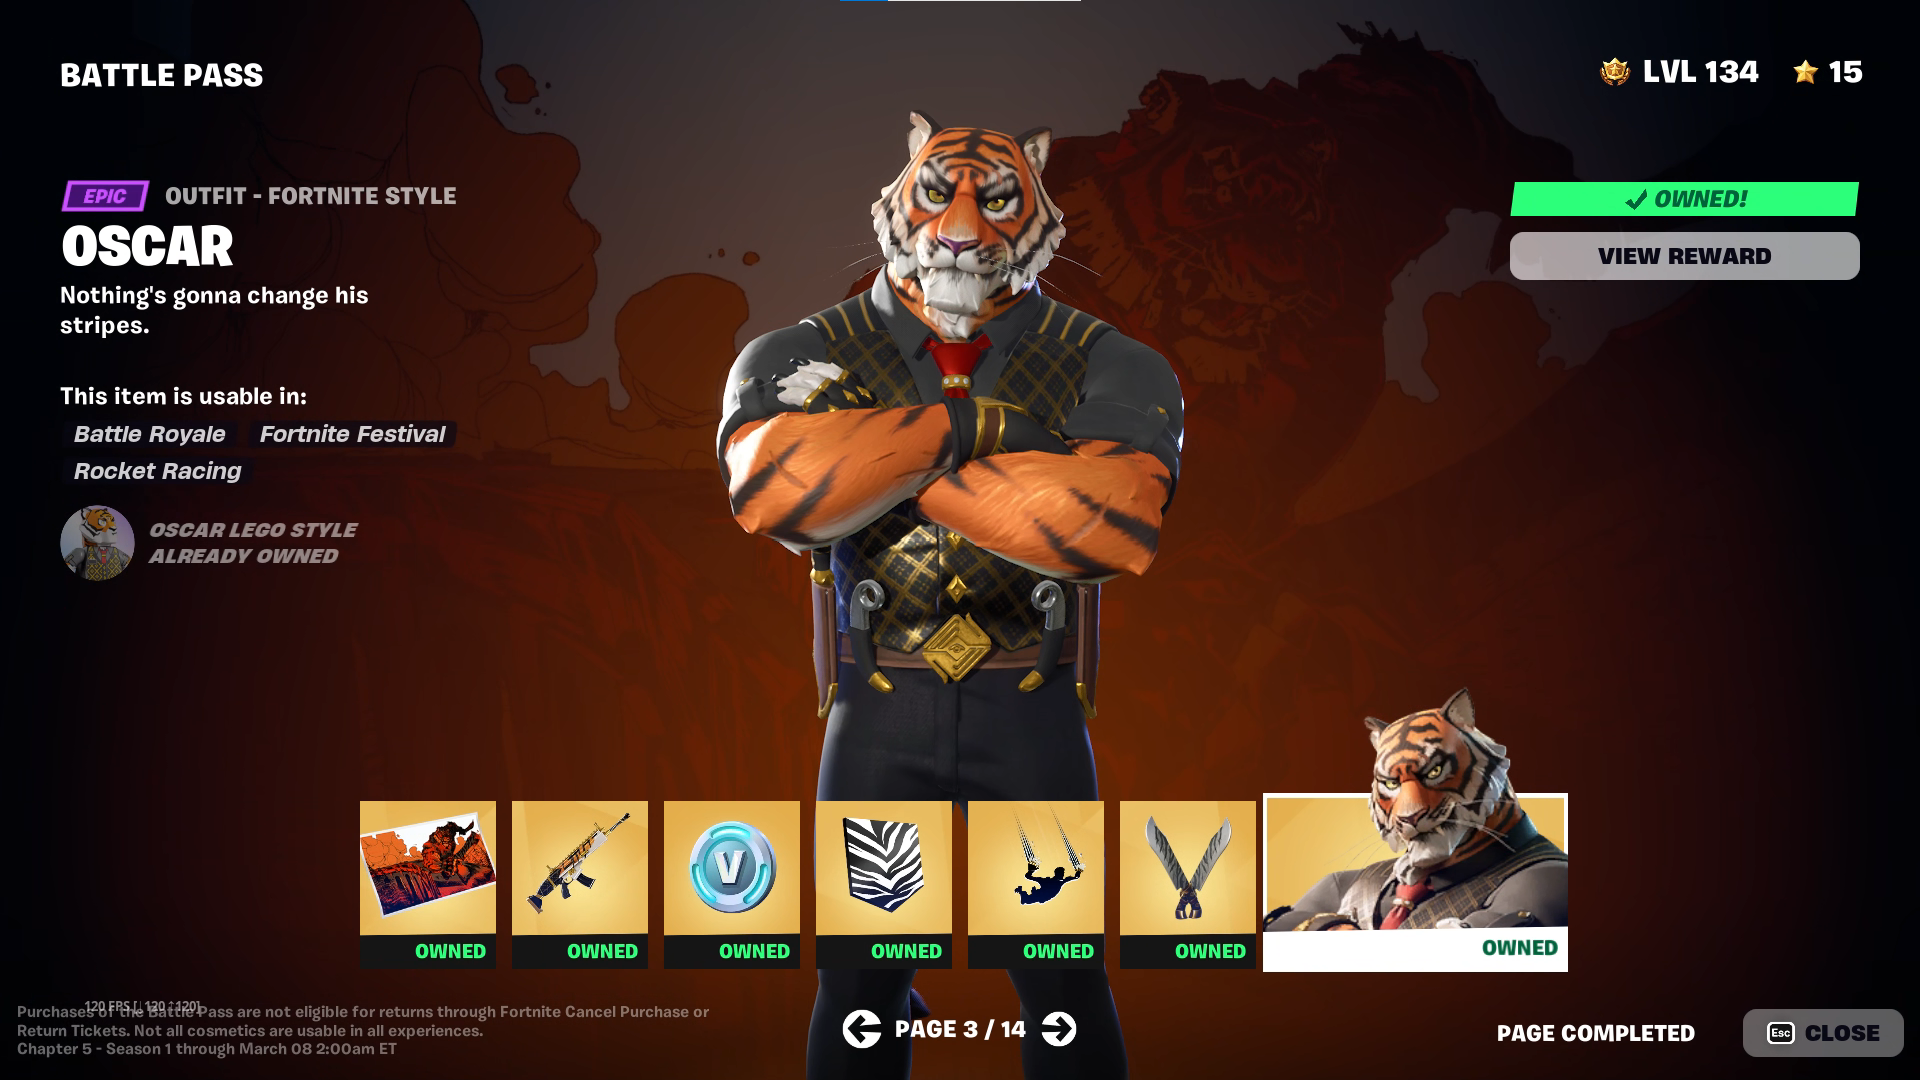 BATTLE PASS
LVL 134
15
EPIC
OUTFIT - FORTNITE STYLE
OSCAR
Nothing's gonna change his
stripes.
This item is usable in:
Battle Royale
Fortnite Festival
Rocket Racing
OSCAR LEGO STYLE
ALREADY OWNED
OWNED!
VIEW REWARD
V
OWNED
OWNED
OWNED
OWNED
OWNED
OWNED
OWNED
120 FPS [↓120 ↑120]
Purchases of the Battle Pass are not eligible for returns through Fortnite Cancel Purchase or
Return Tickets. Not all cosmetics are usable in all experiences.
Chapter 5 - Season 1 through March 08 2:00am ET
PAGE 3 / 14
PAGE COMPLETED
Esc CLOSE